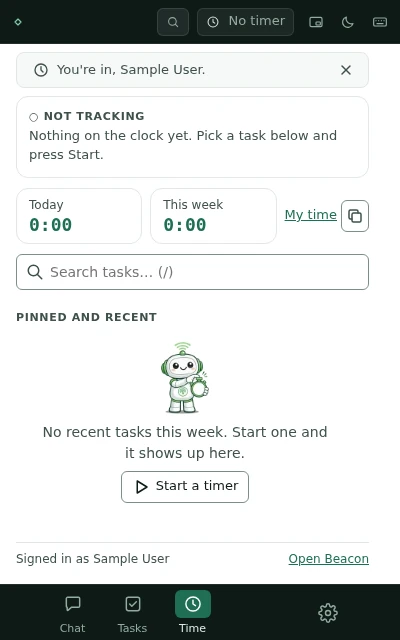 No timer
You're in, Sample User.
NOT TRACKING
Nothing on the clock yet. Pick a task below and
press Start.
Today
0:00
This week
0:00
My time
Search tasks... (/)
PINNED AND RECENT
No recent tasks this week. Start one and
it shows up here.
Start a timer
Signed in as Sample User
Open Beacon
Chat
Tasks
Time